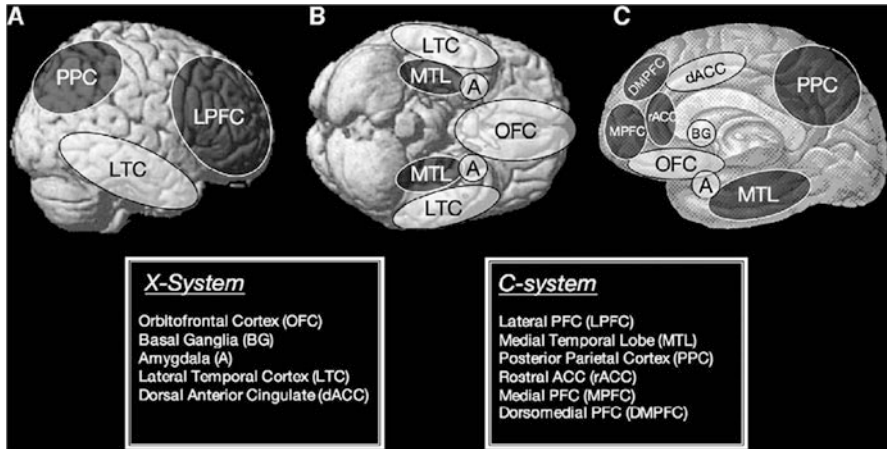 A
B
C
PPC
LPFC
LTC
LTC
MTL
A
OFC
MTL
A
LTC
DMPFC
dACC
PPC
MPFC
rACC
BG
OFC
A
MTL
X-System
Orbitofrontal Cortex (OFC)
Basal Ganglia (BG)
Amygdala (A)
Lateral Temporal Cortex (LTC)
Dorsal Anterior Cingulate (dACC)
C-system
Lateral PFC (LPFC)
Medial Temporal Lobe (MTL)
Posterior Parietal Cortex (PPC)
Rostral ACC (rACC)
Medial PFC (MPFC)
Dorsomedial PFC (DMPFC)